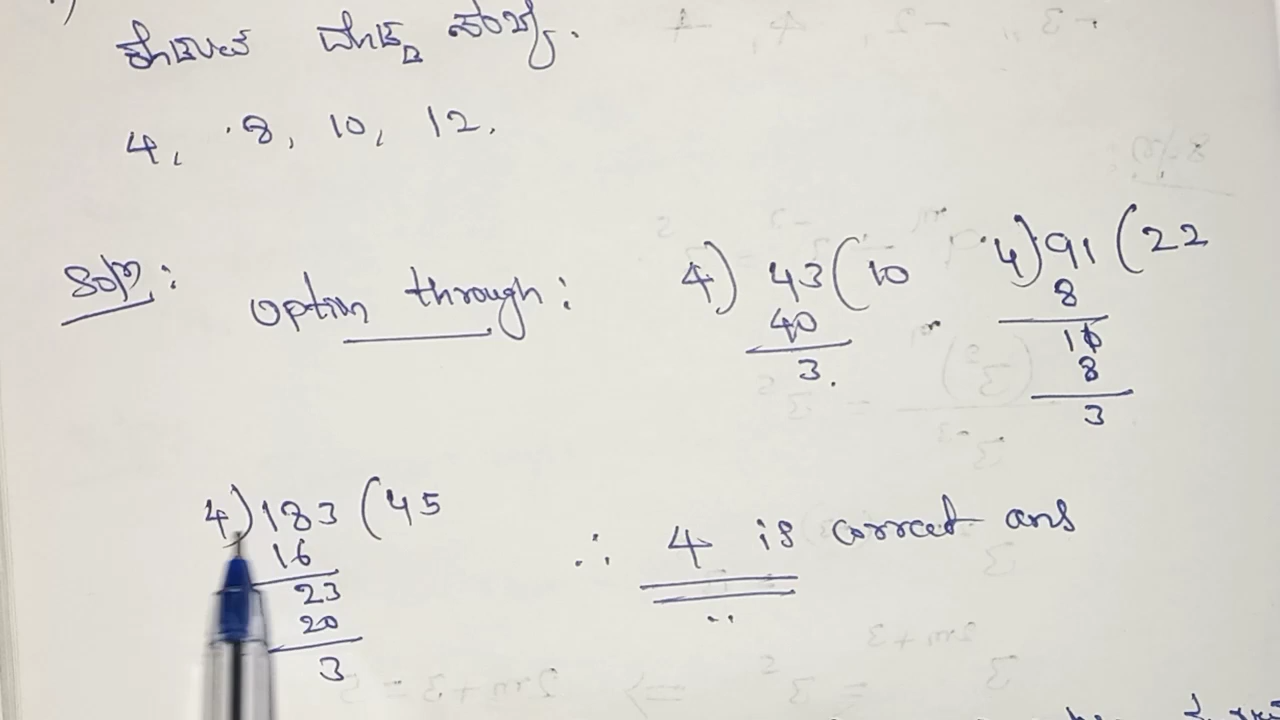 ದೊಡ್ಡ ಸಂಖ್ಯೆ.
4, 8, 10, 12.
Soln:
Option through:
4) 43 (10
40
3.
4) 91 (22
8
11
8
3
4) 183 (45
16
23
20
3
∴ 4 is correct ans